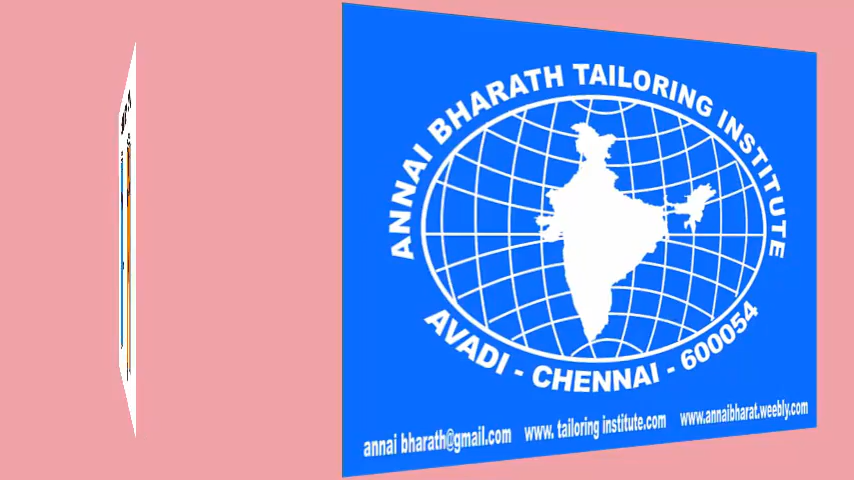 ANNAI BHARATH TAILORING INSTITUTE
AVADI - CHENNAI - 600054
annai bharath@gmail.com www. tailoring institute.com www.annaibharat.weebly.com